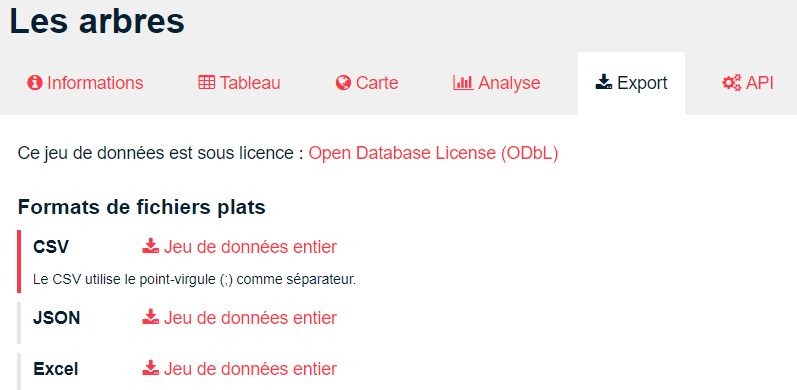 Les arbres
Informations Tableau Carte Analyse Export API
Ce jeu de données est sous licence : Open Database License (ODbL)
Formats de fichiers plats
CSV Jeu de données entier
Le CSV utilise le point-virgule (;) comme séparateur.
JSON Jeu de données entier
Excel Jeu de données entier